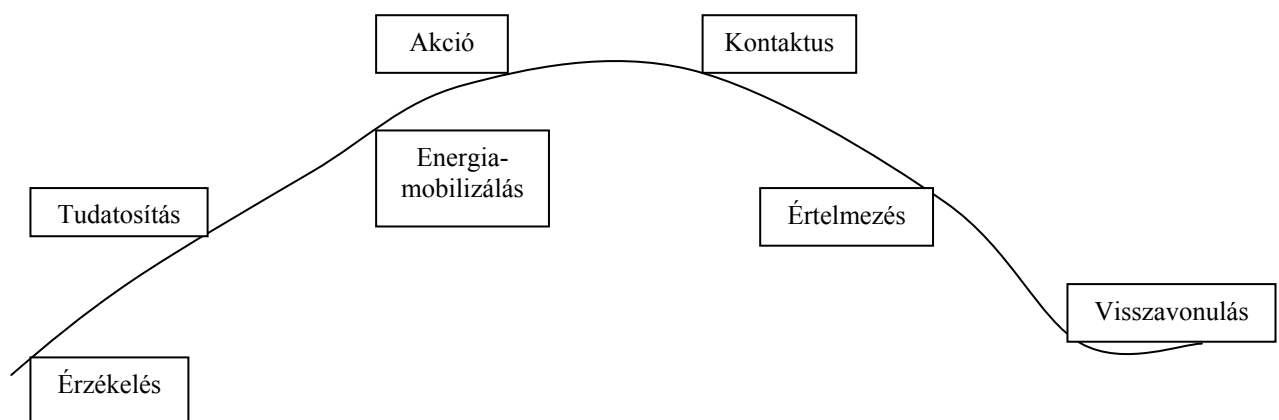 Akció
Kontaktus
Energia-
mobilizálás
Tudatosítás
Értelmezés
Visszavonulás
Érzékelés